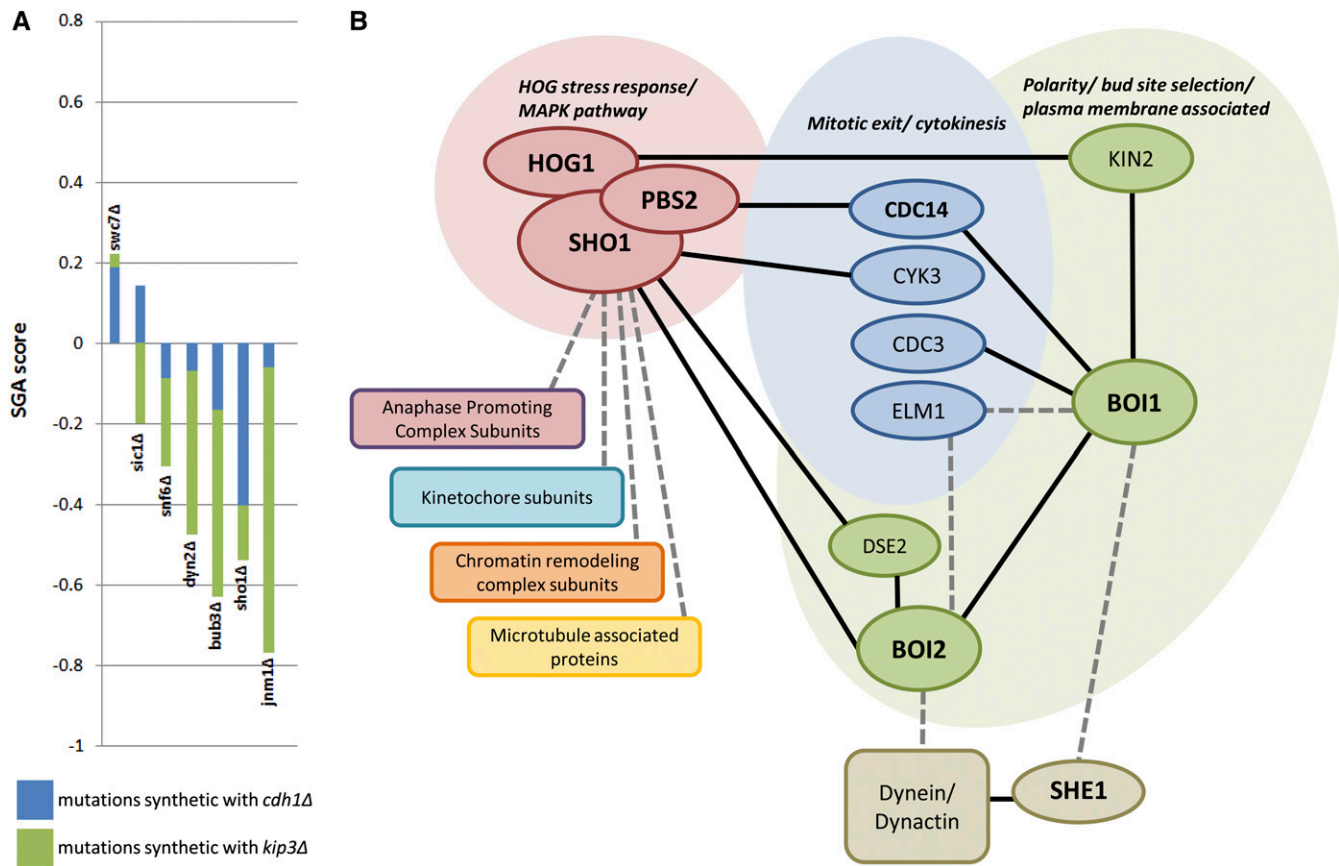 A
0.8
0.6
0.4
0.2
0
-0.2
-0.4
-0.6
-0.8
-1
SGA score
swc7Δ
sic1Δ
snf6Δ
dyn2Δ
bub3Δ
sho1Δ
jnm1Δ
mutations synthetic with cdh1Δ
mutations synthetic with kip3Δ
B
HOG stress response/
MAPK pathway
Mitotic exit/ cytokinesis
Polarity/ bud site selection/
plasma membrane associated
HOG1
PBS2
SHO1
CDC14
CYK3
CDC3
ELM1
KIN2
BOI1
DSE2
BOI2
Anaphase Promoting
Complex Subunits
Kinetochore subunits
Chromatin remodeling
complex subunits
Microtubule associated
proteins
Dynein/
Dynactin
SHE1